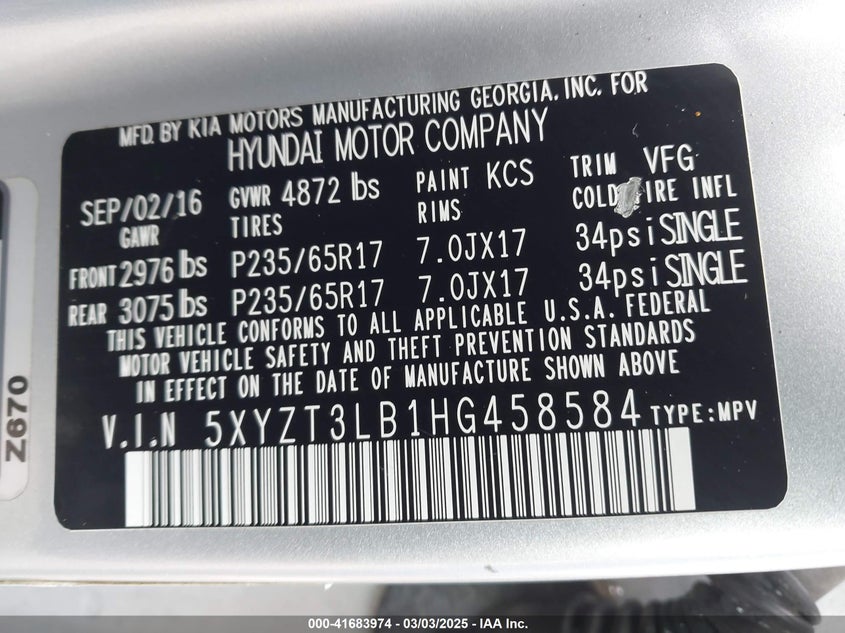 MFD. BY KIA MOTORS MANUFACTURING GEORGIA, INC. FOR
HYUNDAI MOTOR COMPANY
SEP/02/16 GVWR 4872 lbs PAINT KCS TRIM VFG
GAWR TIRES RIMS COLD TIRE INFL
FRONT 2976 lbs P235/65R17 7.0JX17 34psi SINGLE
REAR 3075 lbs P235/65R17 7.0JX17 34psi SINGLE
THIS VEHICLE CONFORMS TO ALL APPLICABLE U.S.A. FEDERAL
MOTOR VEHICLE SAFETY AND THEFT PREVENTION STANDARDS
IN EFFECT ON THE DATE OF MANUFACTURE SHOWN ABOVE
V.I.N 5XYZT3LB1HG458584 TYPE:MPV
Z670
000-41683974 | 03/03/2025 - IAA Inc.